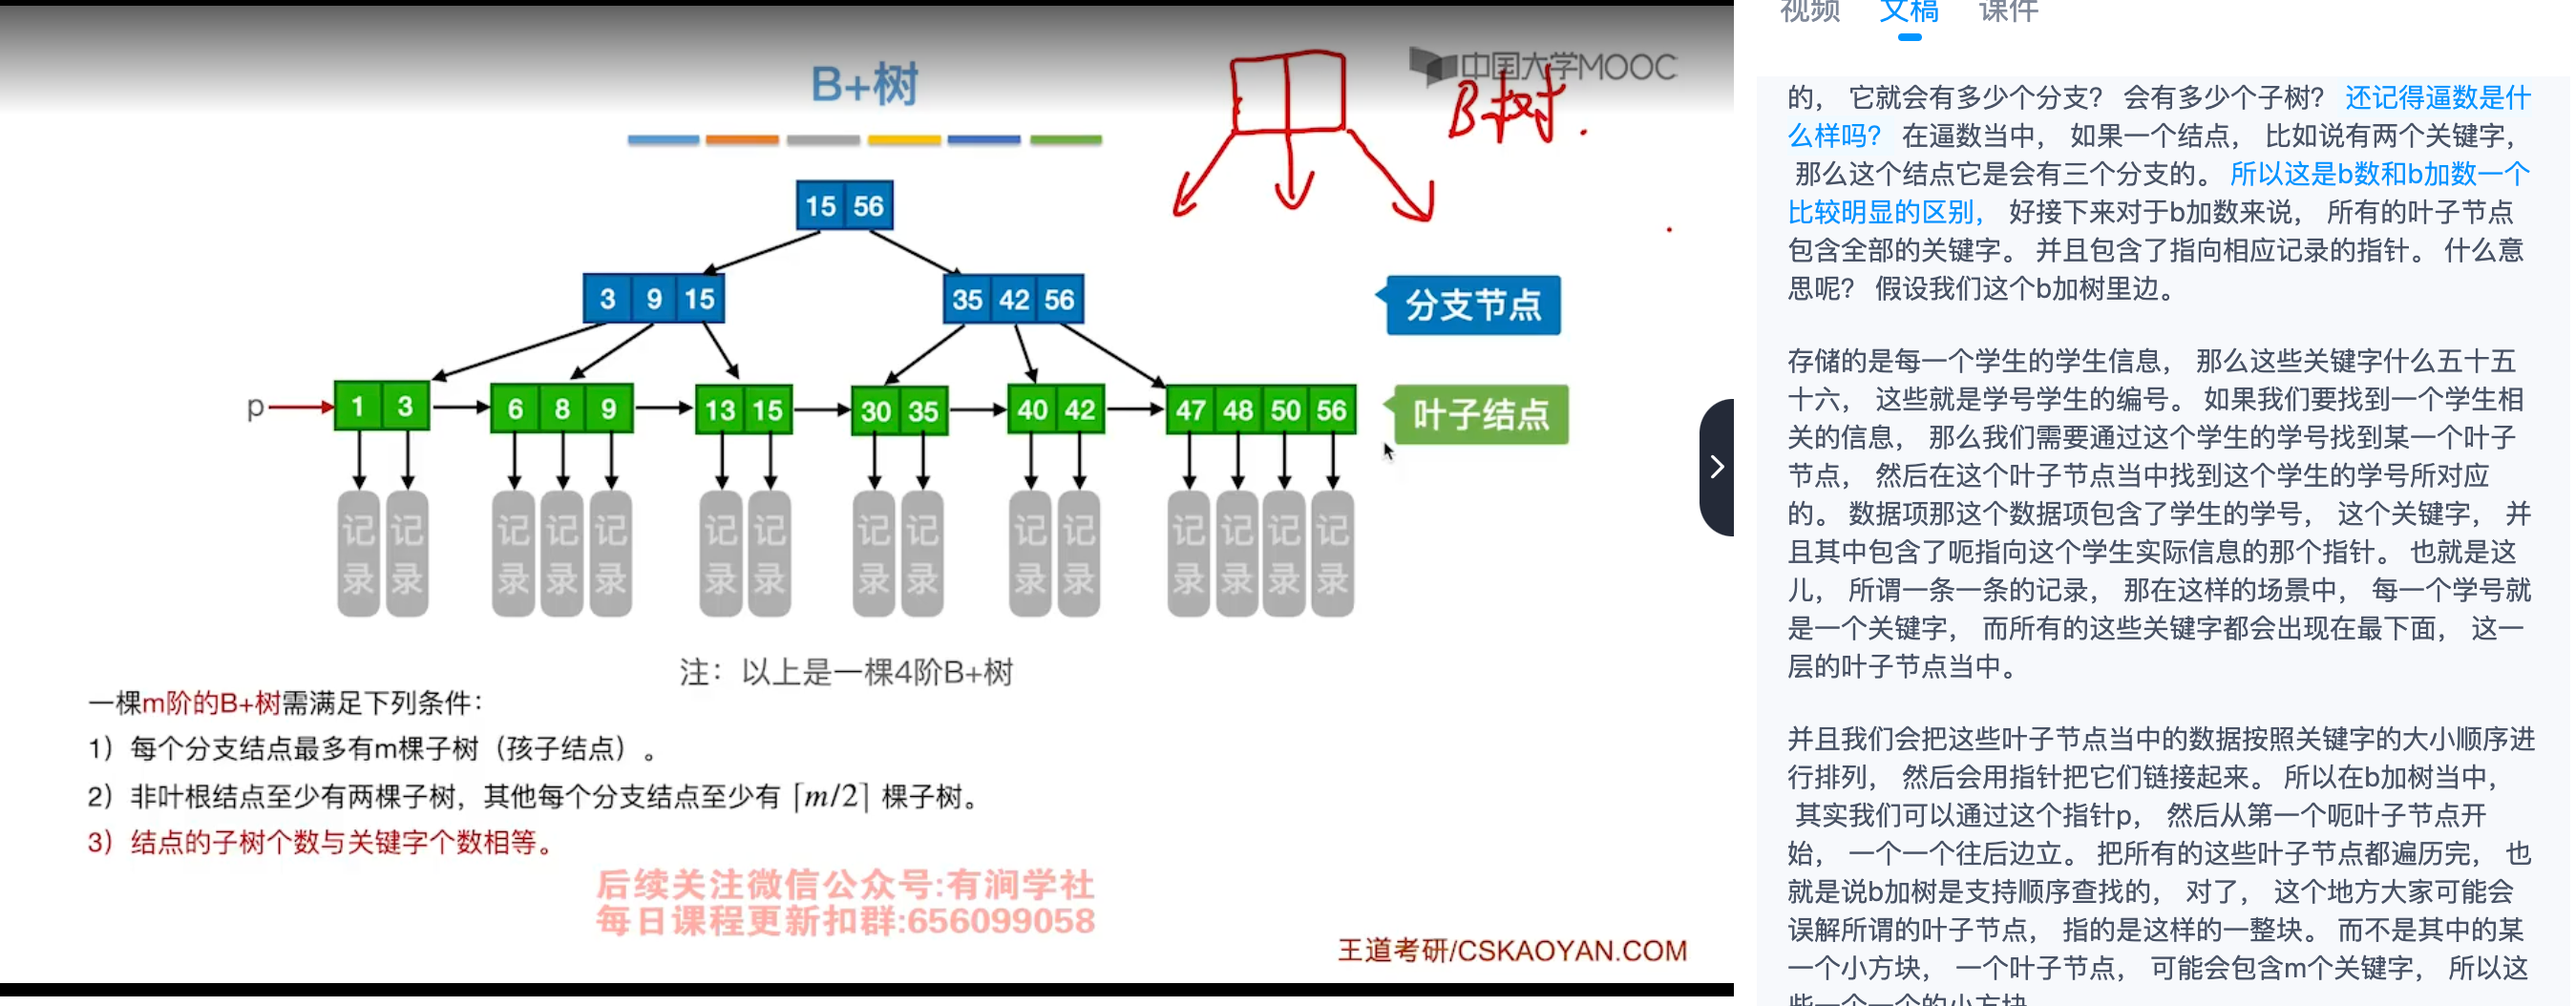 B+树
中国大学MOOC
B树.
15 56
3 9 15
35 42 56
分支节点
p
1 3
6 8 9
13 15
30 35
40 42
47 48 50 56
叶子结点
记录 记录 记录 记录 记录 记录 记录 记录 记录 记录 记录 记录 记录 记录 记录
注：以上是一棵4阶B+树
一棵m阶的B+树需满足下列条件：
1）每个分支结点最多有m棵子树（孩子结点）。
2）非叶根结点至少有两棵子树，其他每个分支结点至少有 ⌈m/2⌉ 棵子树。
3）结点的子树个数与关键字个数相等。
后续关注微信公众号:有涧学社
每日课程更新扣群:656099058
王道考研/CSKAOYAN.COM
视频 文稿 课件
的， 它就会有多少个分支？ 会有多少个子树？ 还记得逼数是什
么样吗？ 在逼数当中， 如果一个结点， 比如说有两个关键字，
那么这个结点它是会有三个分支的。 所以这是b数和b加数一个
比较明显的区别， 好接下来对于b加数来说， 所有的叶子节点
包含全部的关键字。 并且包含了指向相应记录的指针。 什么意
思呢？ 假设我们这个b加树里边。
存储的是每一个学生的学生信息， 那么这些关键字什么五十五
十六， 这些就是学号学生的编号。 如果我们要找到一个学生相
关的信息， 那么我们需要通过这个学生的学号找到某一个叶子
节点， 然后在这个叶子节点当中找到这个学生的学号所对应
的。 数据项那这个数据项包含了学生的学号， 这个关键字， 并
且其中包含了呃指向这个学生实际信息的那个指针。 也就是这
儿， 所谓一条一条的记录， 那在这样的场景中， 每一个学号就
是一个关键字， 而所有的这些关键字都会出现在最下面， 这一
层的叶子节点当中。
并且我们会把这些叶子节点当中的数据按照关键字的大小顺序进
行排列， 然后会用指针把它们链接起来。 所以在b加树当中，
其实我们可以通过这个指针p， 然后从第一个呃叶子节点开
始， 一个一个往后边立。 把所有的这些叶子节点都遍历完， 也
就是说b加树是支持顺序查找的， 对了， 这个地方大家可能会
误解所谓的叶子节点， 指的是这样的一整块。 而不是其中的某
一个小方块， 一个叶子节点， 可能会包含m个关键字， 所以这
些一个一个的小方块